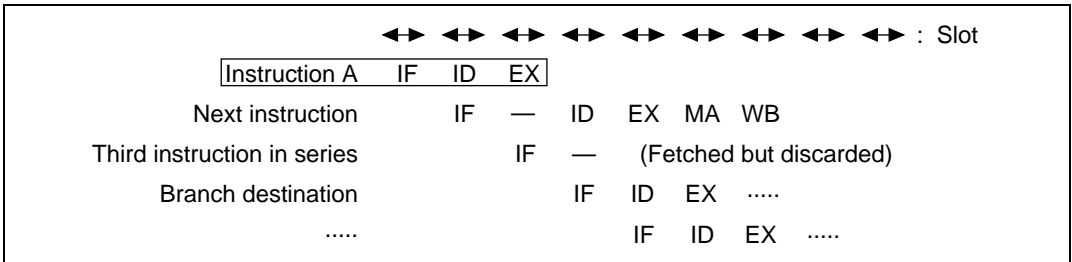 : Slot
Instruction A IF ID EX
Next instruction IF — ID EX MA WB
Third instruction in series IF — (Fetched but discarded)
Branch destination IF ID EX .....
..... IF ID EX .....